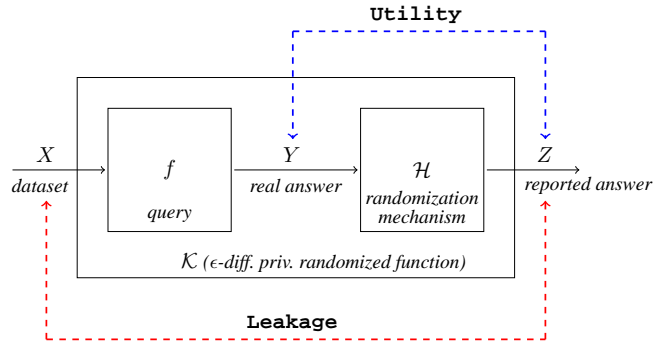 Utility
X
dataset
f
query
Y
real answer
ℋ
randomization
mechanism
Z
reported answer
𝒦 (ϵ-diff. priv. randomized function)
Leakage